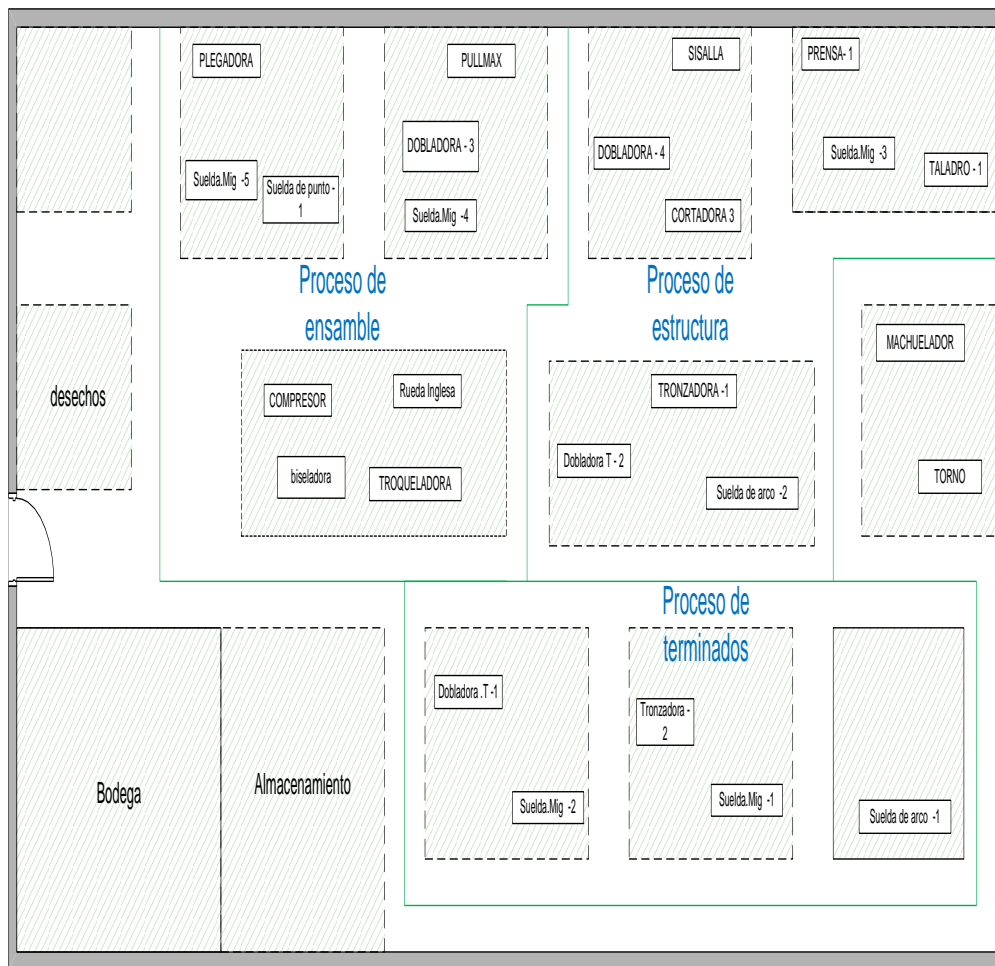 PLEGADORA
PULLMAX
SISALLA
PRENSA- 1
DOBLADORA - 3
DOBLADORA - 4
Suelda.Mig -3
TALADRO - 1
Suelda.Mig -5
Suelda de punto -
1
Suelda.Mig -4
CORTADORA 3
Proceso de
ensamble
Proceso de
estructura
MACHUELADOR
desechos
COMPRESOR
Rueda Inglesa
TRONZADORA -1
biseladora
TROQUELADORA
Dobladora T - 2
Suelda de arco -2
TORNO
Proceso de
terminados
Dobladora .T -1
Tronzadora -
2
Bodega
Almacenamiento
Suelda.Mig -2
Suelda.Mig -1
Suelda de arco -1